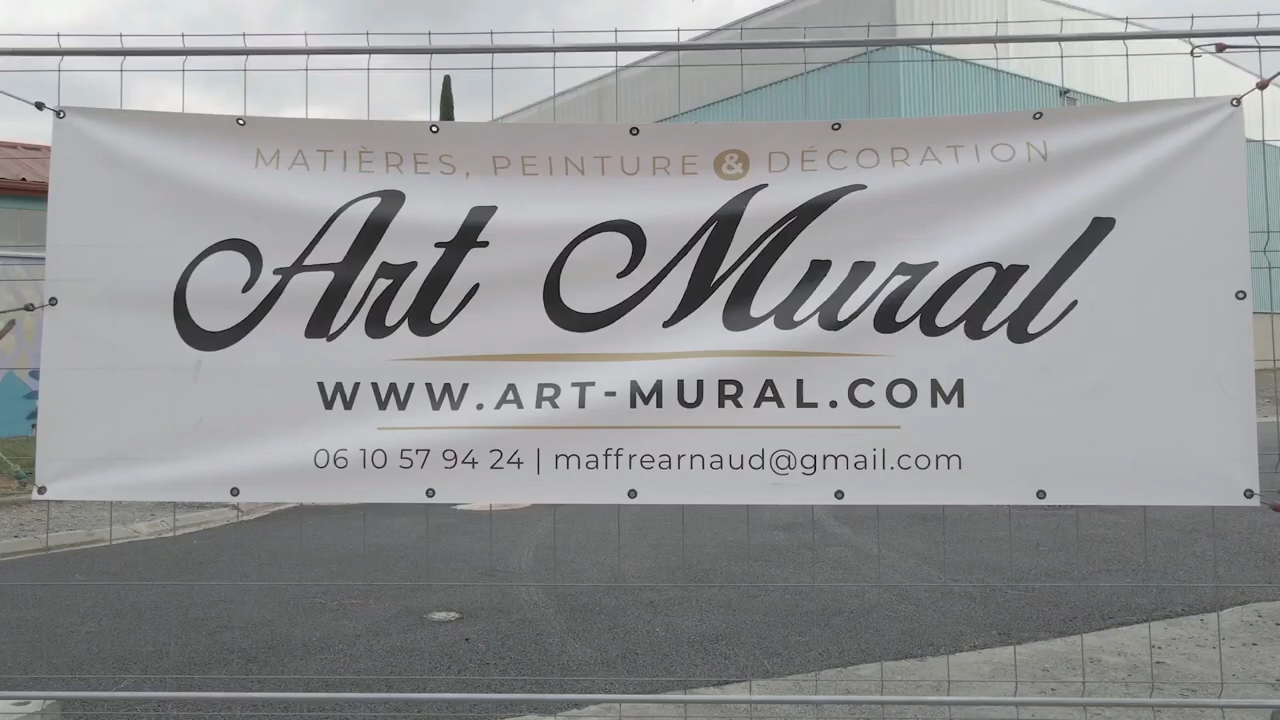 MATIÈRES, PEINTURE & DÉCORATION
Art Mural
WWW.ART-MURAL.COM
06 10 57 94 24 | maffrearnaud@gmail.com